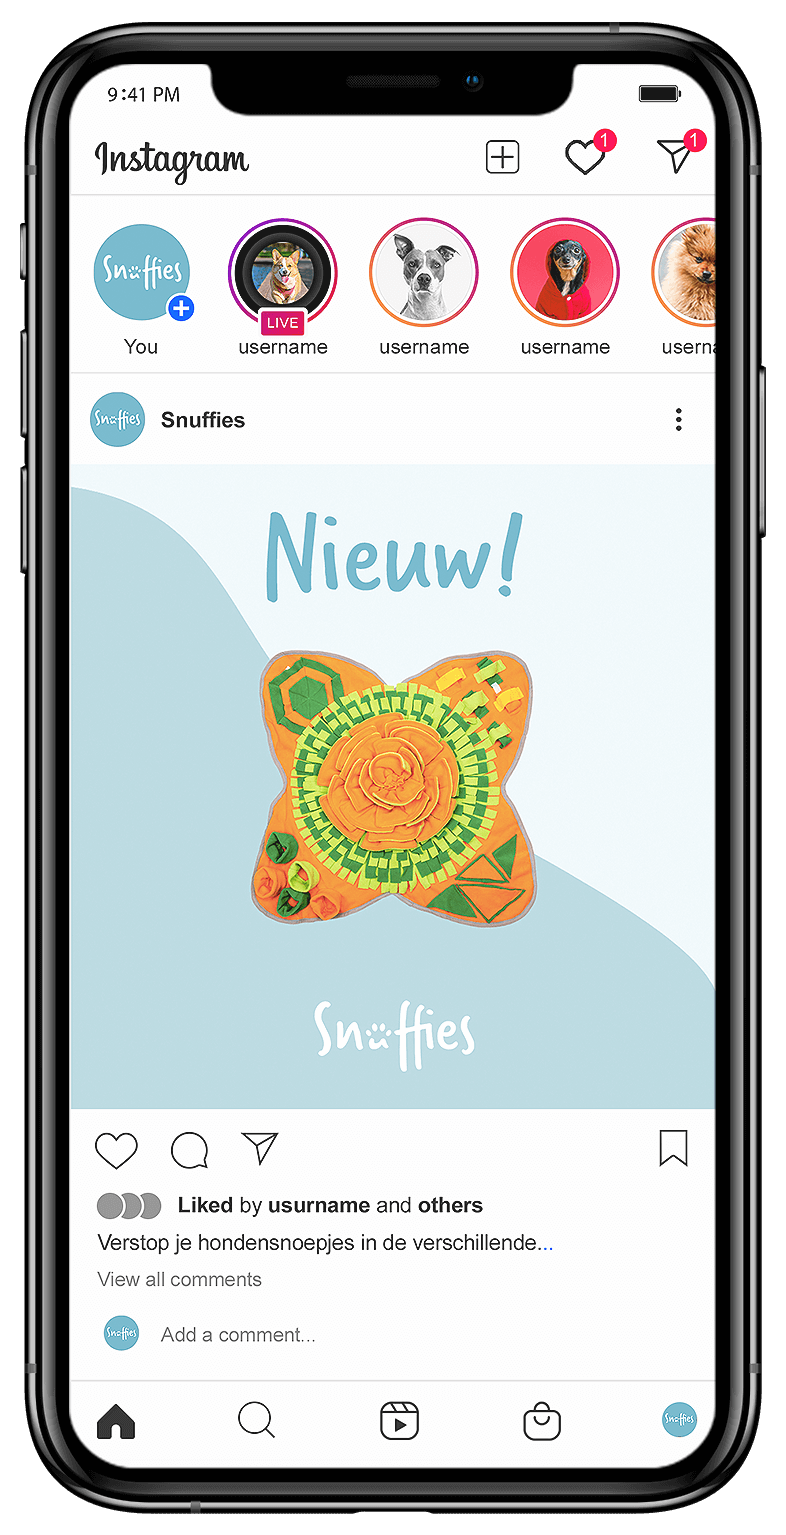 9:41 PM
Instagram
1
1
Snuffies
LIVE
You
username
username
username
usern
Snuffies
Snuffies
Nieuw!
Snuffies
Liked by usurname and others
Verstop je hondensnoepjes in de verschillende...
View all comments
Snuffies
Add a comment...
Snuffies